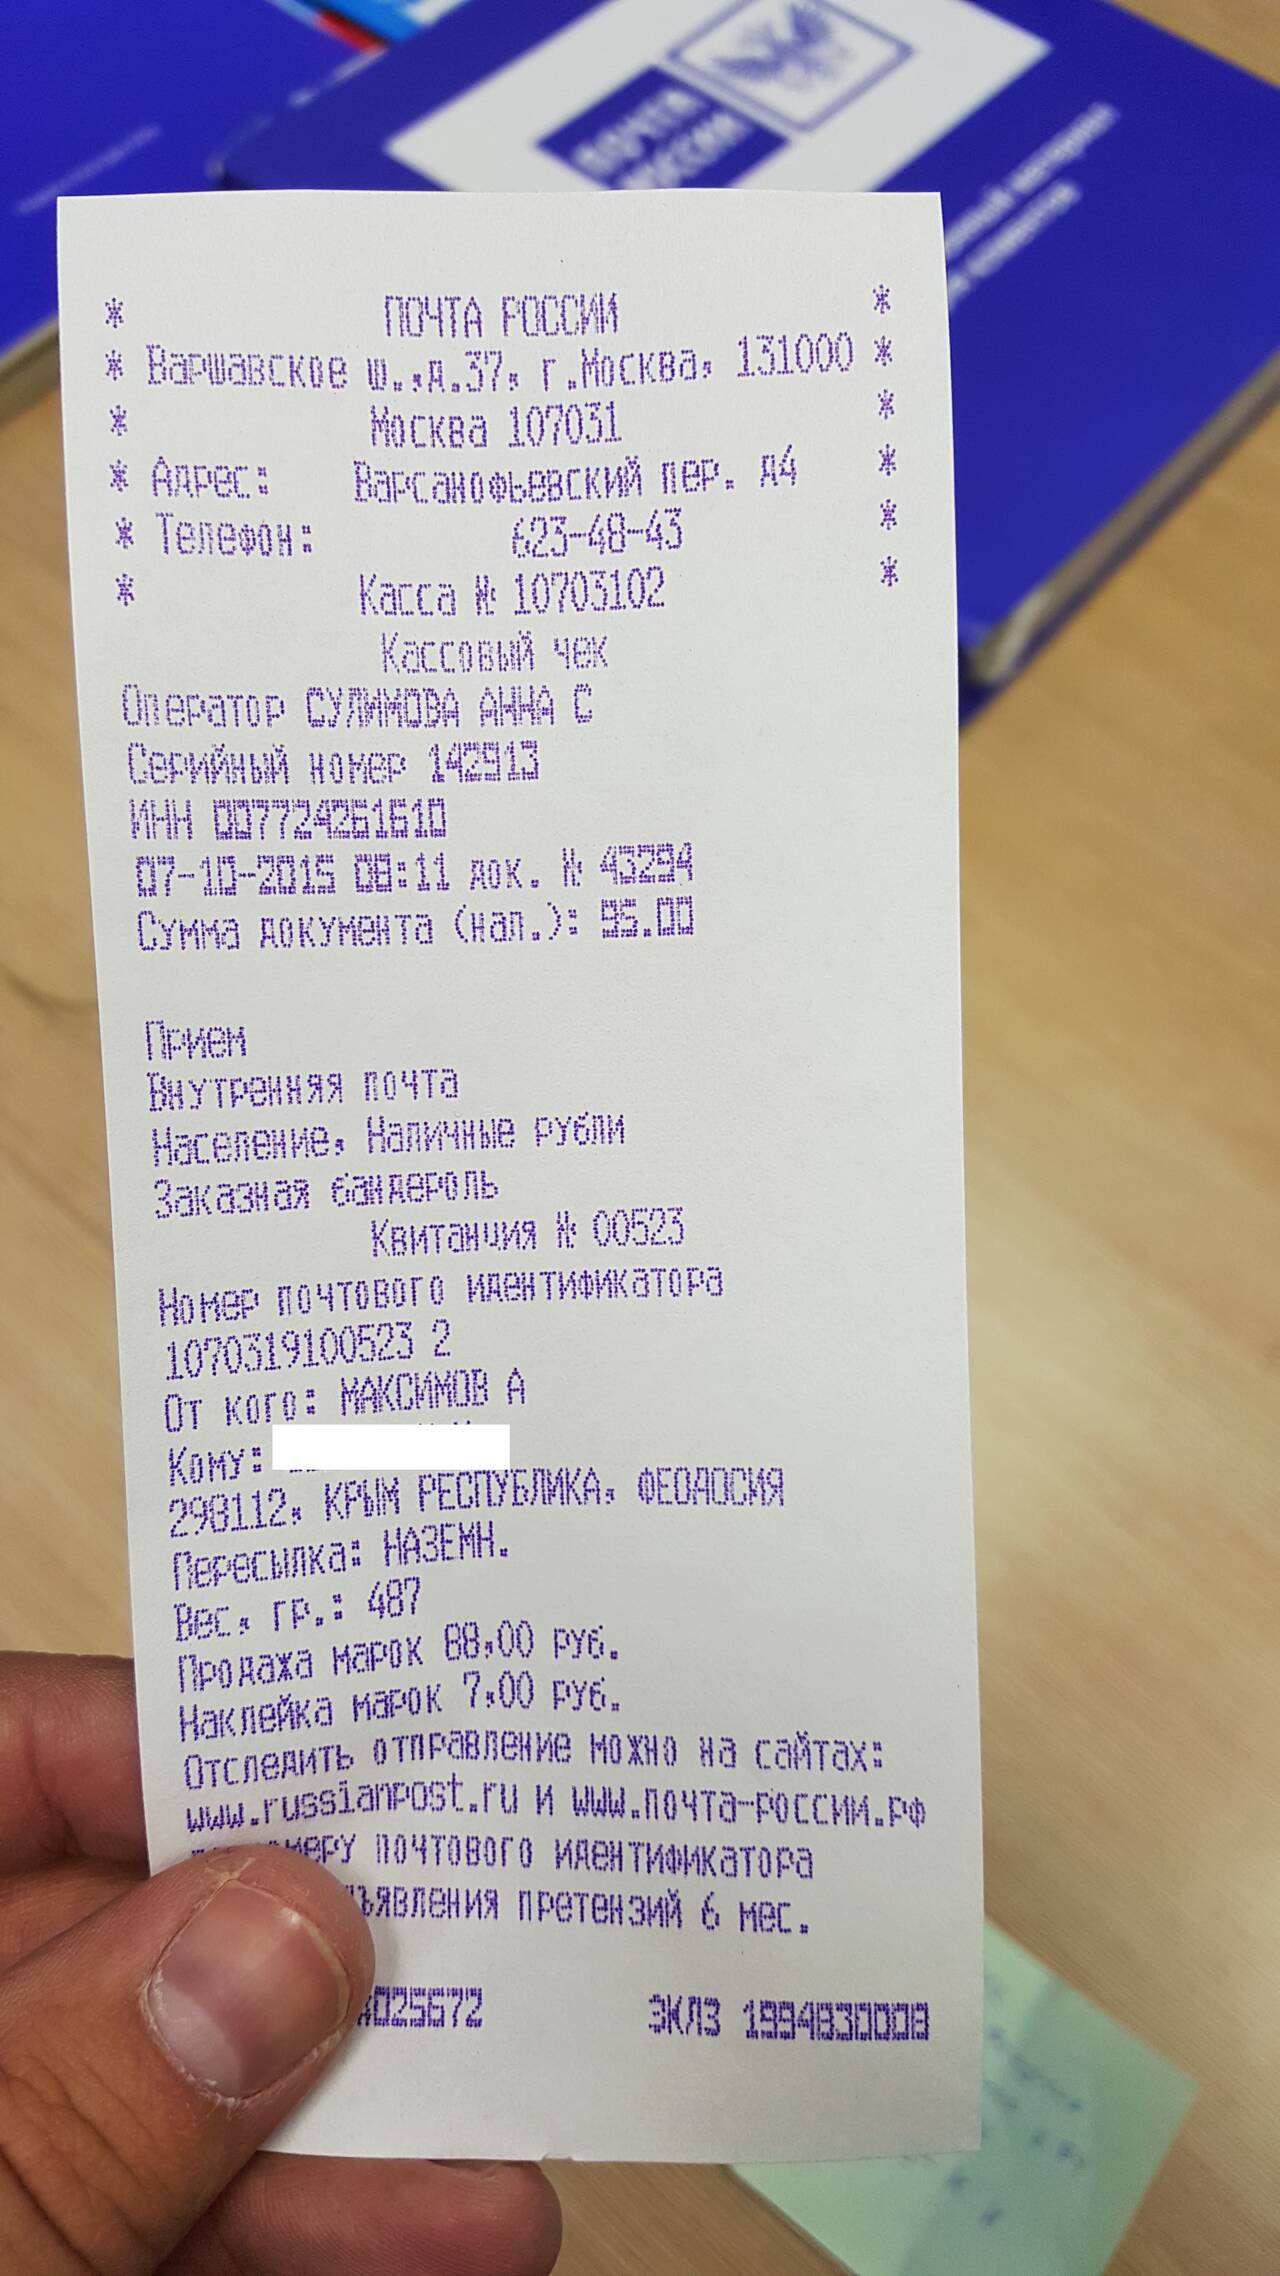 ПОЧТА РОССИИ
* ПОЧТА РОССИИ *
* Варшавское ш.,д.37, г.Москва, 131000 *
* Москва 107031 *
* Адрес: Варсанофьевский пер. д4 *
* Телефон: 623-48-43 *
* Касса № 10703102 *
Кассовый чек
Оператор СУЛИМОВА АННА С
Серийный номер 142913
ИНН 007724261610
07-10-2015 08:11 док. № 43294
Сумма документа (нал.): 95.00
Прием
Внутренняя почта
Население, Наличные рубли
Заказная бандероль
Квитанция № 00523
Номер почтового идентификатора
1070319100523 2
От кого: МАКСИМОВ А
Кому:
298112, КРЫМ РЕСПУБЛИКА, ФЕОДОСИЯ
Пересылка: НАЗЕМН.
Вес, гр.: 487
Продажа марок 88,00 руб.
Наклейка марок 7,00 руб.
Отследить отправление можно на сайтах:
www.russianpost.ru и www.почта-россии.рф
почтового идентификатора
претензий 6 мес.
025672 ЭКЛЗ 1994830008